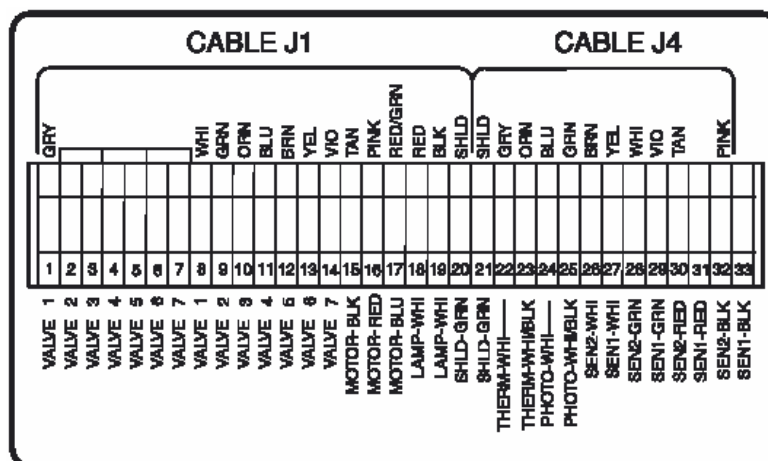 CABLE J1
CABLE J4
GRY
WHI
GRN
ORN
BLU
BRN
YEL
VIO
TAN
PINK
RED/GRN
RED
BLK
SHLD
SHLD
GRY
ORN
BLU
GRN
BRN
YEL
WHI
VIO
TAN
PINK
1 2 3 4 5 6 7 8 9 10 11 12 13 14 15 16 17 18 19 20 21 22 23 24 25 26 27 28 29 30 31 32 33
VALVE 1
VALVE 2
VALVE 3
VALVE 4
VALVE 5
VALVE 6
VALVE 7
VALVE 1
VALVE 2
VALVE 3
VALVE 4
VALVE 5
VALVE 6
VALVE 7
MOTOR-BLK
MOTOR-RED
MOTOR-BLU
LAMP-WHI
LAMP-WHI
SHLD-GRN
SHLD-GRN
THERM-WHI
THERM-WHI/BLK
PHOTO-WHI
PHOTO-WHI/BLK
SEN2-WHI
SEN1-WHI
SEN2-GRN
SEN1-GRN
SEN2-RED
SEN1-RED
SEN2-BLK
SEN1-BLK